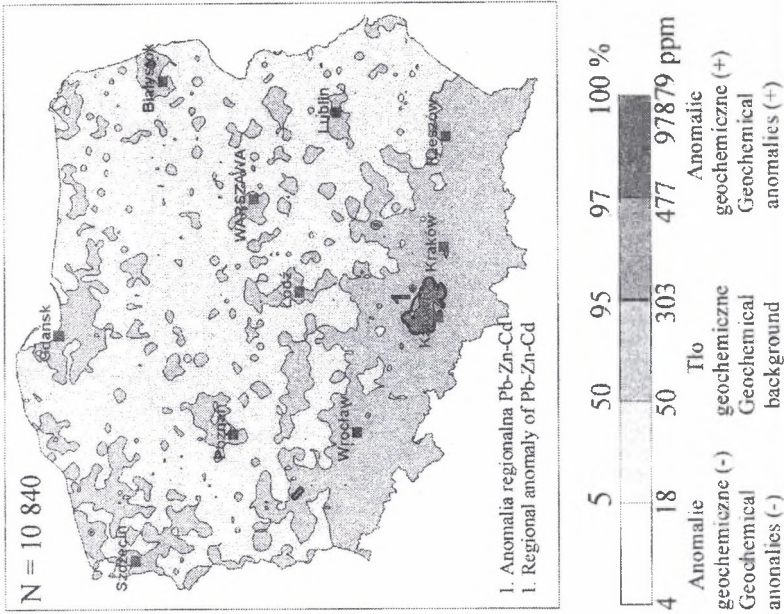 N = 10 840
Gdańsk
Szczecin
Białystok
Poznań
WARSZAWA
Łódź
Lublin
Wrocław
1
K
Kraków
Rzeszów
1. Anomalia regionalna Pb-Zn-Cd
1. Regional anomaly of Pb-Zn-Cd
5 50 95 97 100 %
4 18 50 303 477 97879 ppm
Anomalie
geochemiczne (-)
Geochemical
anonalies (-)
Tło
geochemiczne
Geochemical
background
Anomalie
geochemiczne (+)
Geochemical
anomalies (+)